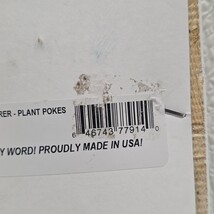 RER - PLANT POKES
6 46743 77914 0
Y WORD! PROUDLY MADE IN USA!